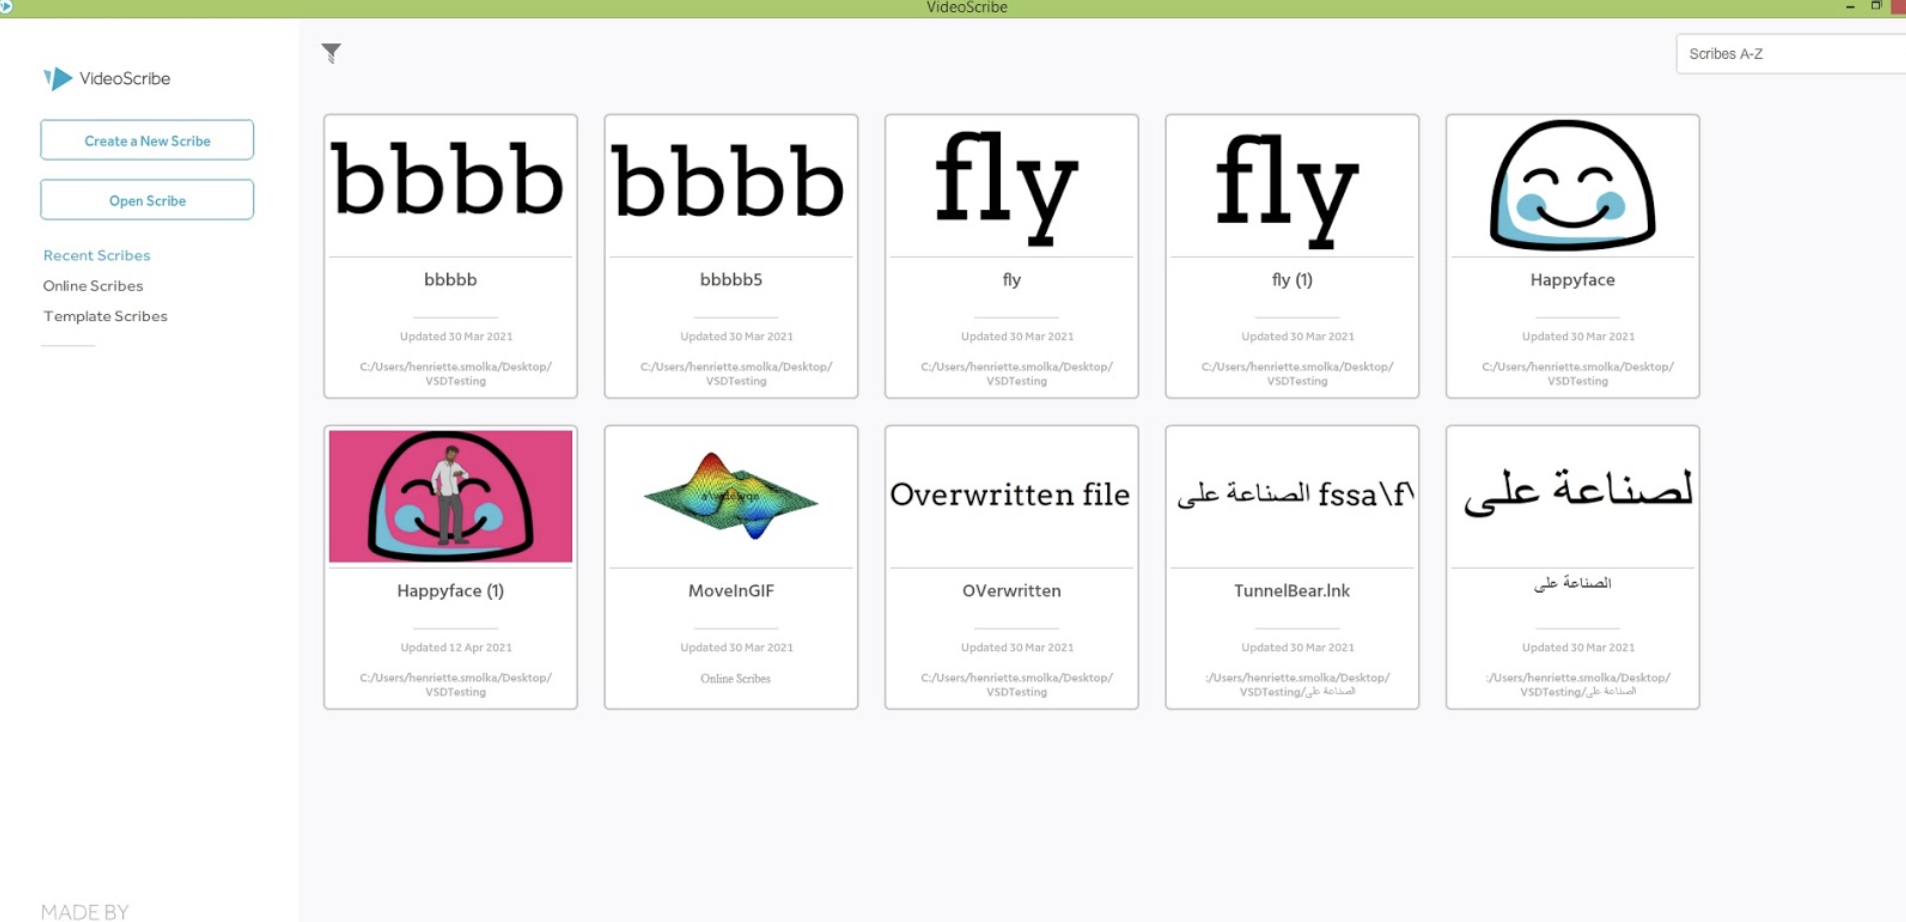 VideoScribe
VideoScribe
Create a New Scribe
Open Scribe
Recent Scribes
Online Scribes
Template Scribes
MADE BY
Scribes A-Z
bbbb
bbbbb
Updated 30 Mar 2021
C:/Users/henriette.smolka/Desktop/
VSDTesting
bbbb
bbbbb5
Updated 30 Mar 2021
C:/Users/henriette.smolka/Desktop/
VSDTesting
fly
fly
Updated 30 Mar 2021
C:/Users/henriette.smolka/Desktop/
VSDTesting
fly
fly (1)
Updated 30 Mar 2021
C:/Users/henriette.smolka/Desktop/
VSDTesting
Happyface
Updated 30 Mar 2021
C:/Users/henriette.smolka/Desktop/
VSDTesting
Happyface (1)
Updated 12 Apr 2021
C:/Users/henriette.smolka/Desktop/
VSDTesting
MoveInGIF
Updated 30 Mar 2021
Online Scribes
Overwritten file
OVerwritten
Updated 30 Mar 2021
C:/Users/henriette.smolka/Desktop/
VSDTesting
الصناعة على fssa\f\
TunnelBear.lnk
Updated 30 Mar 2021
:/Users/henriette.smolka/Desktop/
VSDTesting/الصناعة على
لصناعة على
الصناعة على
Updated 30 Mar 2021
:/Users/henriette.smolka/Desktop/
VSDTesting/الصناعة على